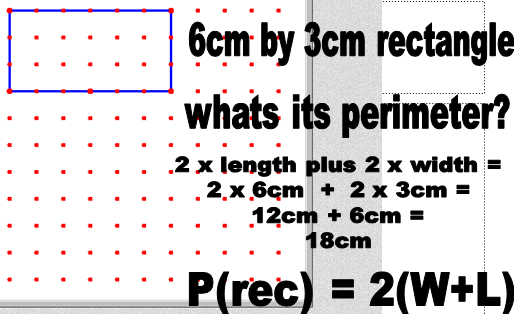 6cm by 3cm rectangle
whats its perimeter?
2 x length plus 2 x width =
2 x 6cm + 2 x 3cm =
12cm + 6cm =
18cm
P(rec) = 2(W+L)